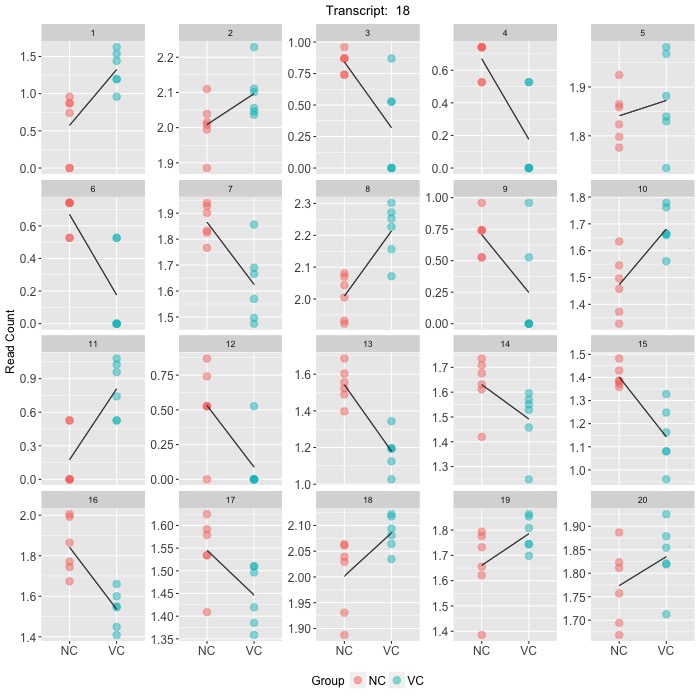 Transcript: 18
1 2 3 4 5
1.5 1.0 0.5 0.0
2.2 2.1 2.0 1.9
1.00 0.75 0.50 0.25 0.00
0.6 0.4 0.2 0.0
1.9 1.8
6 7 8 9 10
0.6 0.4 0.2 0.0
1.9 1.8 1.7 1.6 1.5
2.3 2.2 2.1 2.0
1.00 0.75 0.50 0.25 0.00
1.8 1.7 1.6 1.5 1.4
Read Count
11 12 13 14 15
0.9 0.6 0.3 0.0
0.75 0.50 0.25 0.00
1.6 1.4 1.2 1.0
1.7 1.6 1.5 1.4 1.3
1.5 1.4 1.3 1.2 1.1 1.0
16 17 18 19 20
2.0 1.8 1.6 1.4
1.60 1.55 1.50 1.45 1.40 1.35
2.10 2.05 2.00 1.95 1.90
1.8 1.7 1.6 1.5 1.4
1.90 1.85 1.80 1.75 1.70
NC VC NC VC NC VC NC VC NC VC
Group NC VC